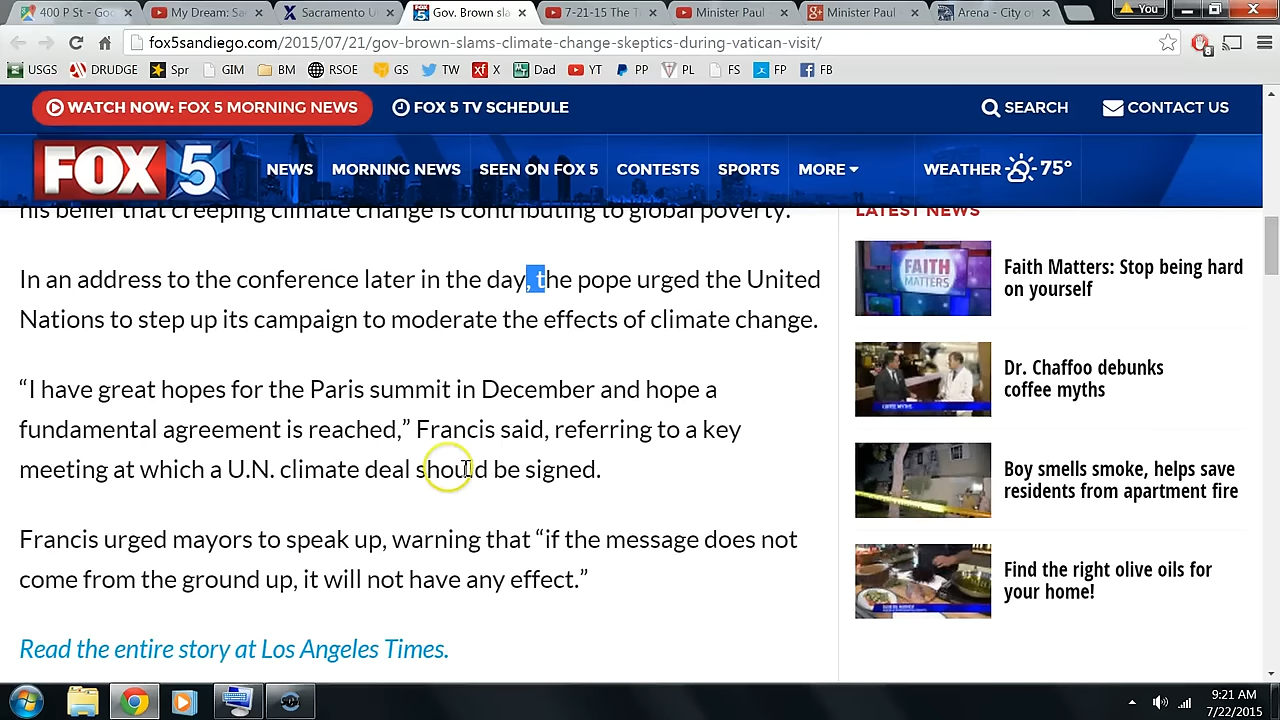 400 P St - Goo
My Dream: Sa
Sacramento U
Gov. Brown sla
7-21-15 The T
Minister Paul
Minister Paul
Arena - City o
You
fox5sandiego.com/2015/07/21/gov-brown-slams-climate-change-skeptics-during-vatican-visit/
8
USGS DRUDGE Spr GIM BM RSOE GS TW X Dad YT PP PL FS FP FB
WATCH NOW: FOX 5 MORNING NEWS
FOX 5 TV SCHEDULE
SEARCH
CONTACT US
FOX 5
NEWS MORNING NEWS SEEN ON FOX 5 CONTESTS SPORTS MORE WEATHER 75°
his belief that creeping climate change is contributing to global poverty.
In an address to the conference later in the day, the pope urged the United
Nations to step up its campaign to moderate the effects of climate change.
“I have great hopes for the Paris summit in December and hope a
fundamental agreement is reached,” Francis said, referring to a key
meeting at which a U.N. climate deal should be signed.
Francis urged mayors to speak up, warning that “if the message does not
come from the ground up, it will not have any effect.”
Read the entire story at Los Angeles Times.
LATEST NEWS
FAITH
MATTERS
Faith Matters: Stop being hard
on yourself
Dr. Chaffoo debunks
coffee myths
Boy smells smoke, helps save
residents from apartment fire
Find the right olive oils for
your home!
9:21 AM
7/22/2015